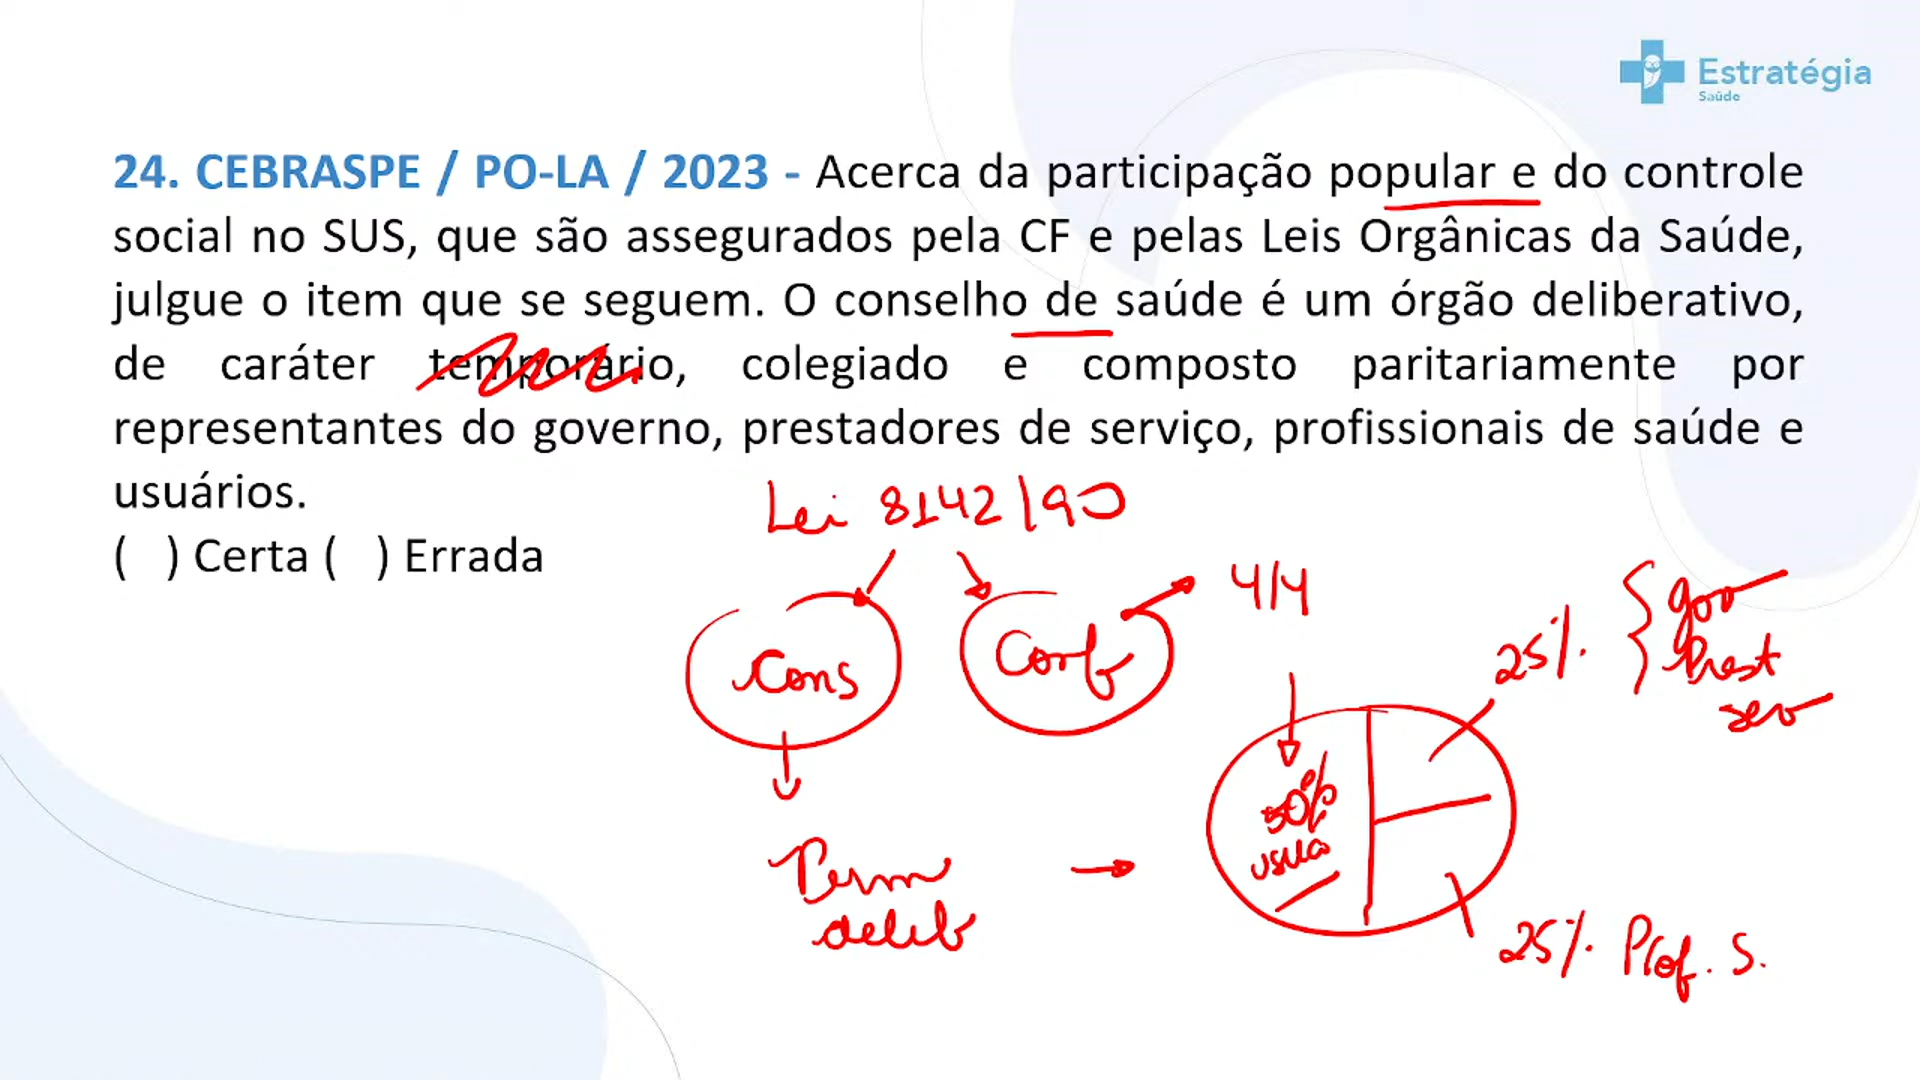 Estratégia
Saúde
24. CEBRASPE / PO-LA / 2023 - Acerca da participação popular e do controle
social no SUS, que são assegurados pela CF e pelas Leis Orgânicas da Saúde,
julgue o item que se seguem. O conselho de saúde é um órgão deliberativo,
de caráter temporário, colegiado e composto paritariamente por
representantes do governo, prestadores de serviço, profissionais de saúde e
usuários.
( ) Certa ( ) Errada
Lei 8142/90
Cons
Conf
4/4
25%
gov
Prest
serv
50%
usua
Perm
delib
25% Prof. S.